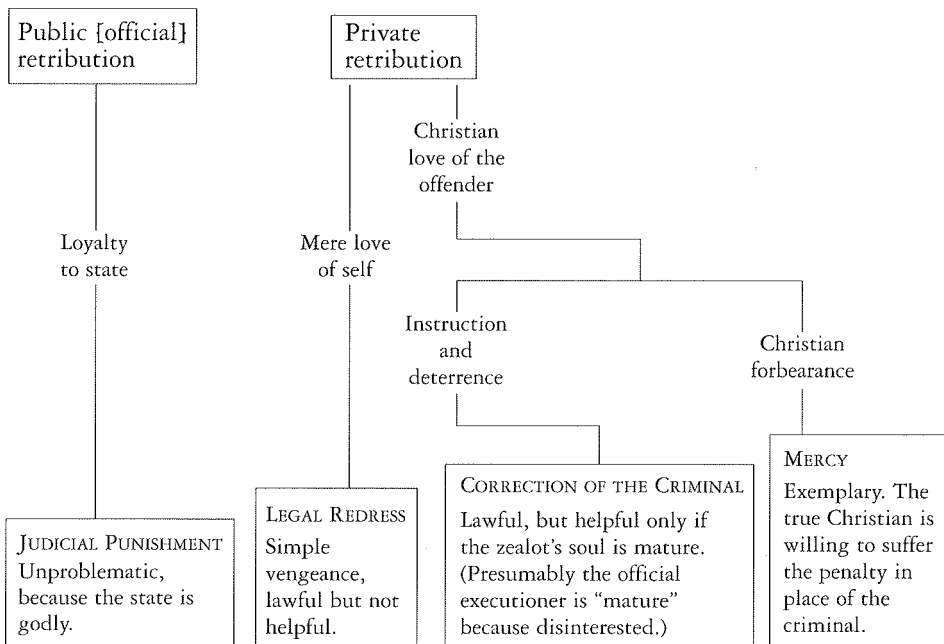 Public [official]
retribution
Private
retribution
Christian
love of the
offender
Loyalty
to state
Mere love
of self
Instruction
and
deterrence
Christian
forbearance
JUDICIAL PUNISHMENT
Unproblematic,
because the state is
godly.
LEGAL REDRESS
Simple
vengeance,
lawful but not
helpful.
CORRECTION OF THE CRIMINAL
Lawful, but helpful only if
the zealot's soul is mature.
(Presumably the official
executioner is "mature"
because disinterested.)
MERCY
Exemplary. The
true Christian is
willing to suffer
the penalty in
place of the
criminal.